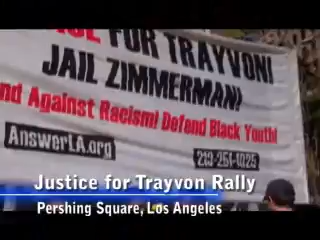 FOR TRAYVON!
JAIL ZIMMERMAN!
Against Racism! Defend Black Youth!
AnswerLA.org
213-251-1025
Justice for Trayvon Rally
Pershing Square, Los Angeles